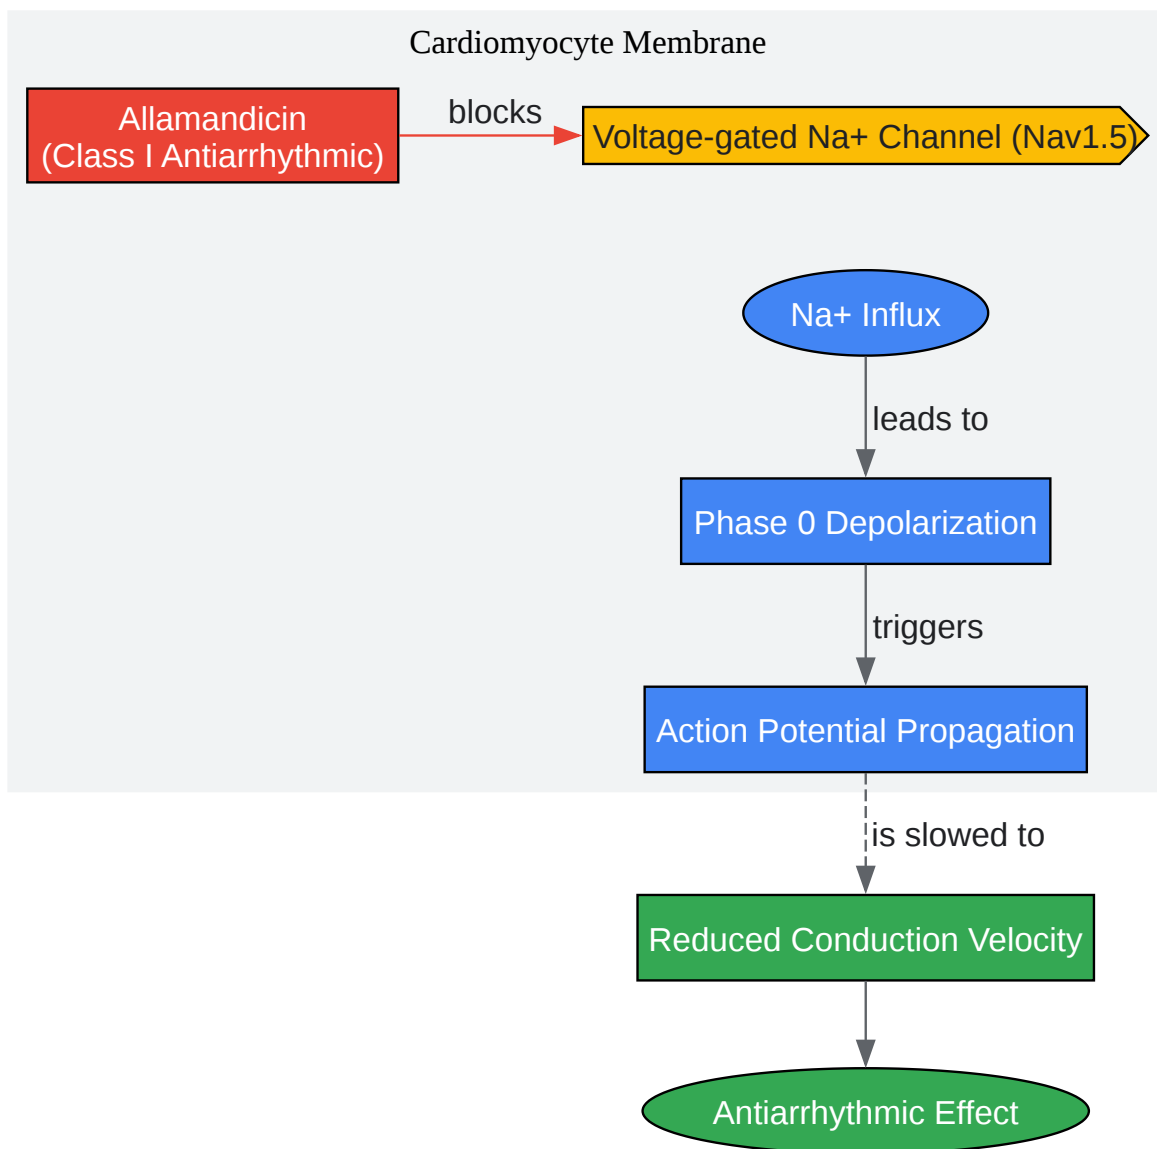 Cardiomyocyte Membrane
Allamandicin
(Class I Antiarrhythmic)
blocks
Voltage-gated Na+ Channel (Nav1.5)
Na+ Influx
leads to
Phase 0 Depolarization
triggers
Action Potential Propagation
is slowed to
Reduced Conduction Velocity
Antiarrhythmic Effect